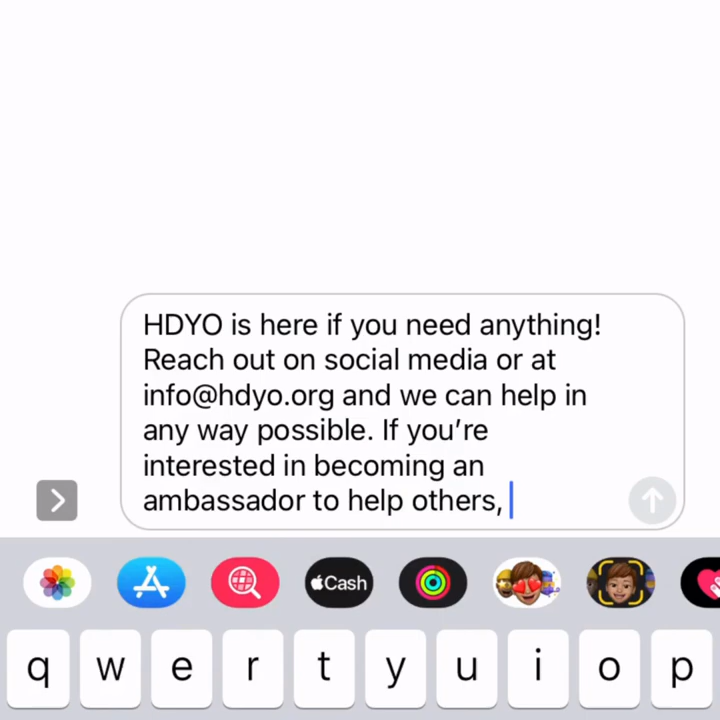 HDYO is here if you need anything!
Reach out on social media or at
info@hdyo.org and we can help in
any way possible. If you’re
interested in becoming an
ambassador to help others,
Cash
q w e r t y u i o p